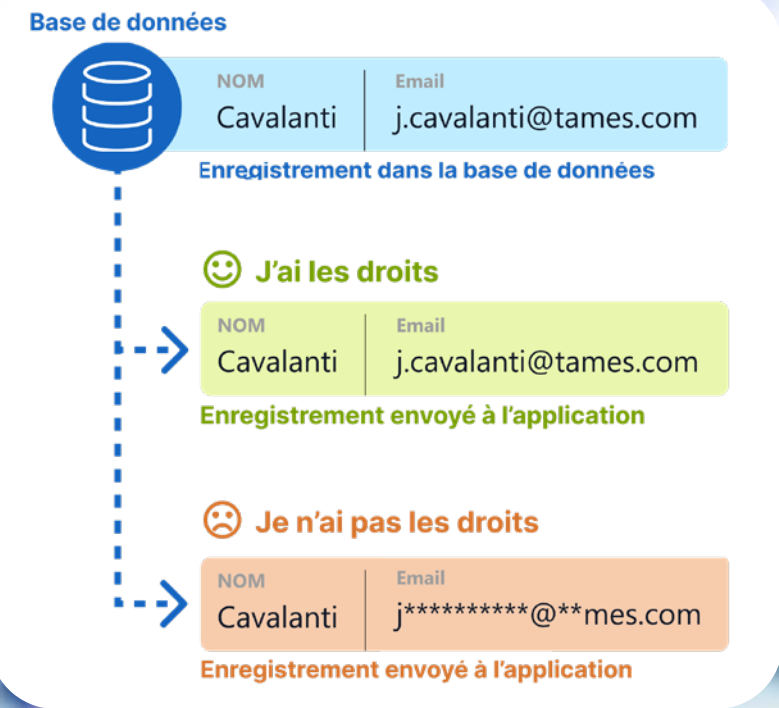 Base de données
NOM Email
Cavalanti j.cavalanti@tames.com
Enregistrement dans la base de données
J'ai les droits
NOM Email
Cavalanti j.cavalanti@tames.com
Enregistrement envoyé à l'application
Je n'ai pas les droits
NOM Email
Cavalanti j**********@**mes.com
Enregistrement envoyé à l'application